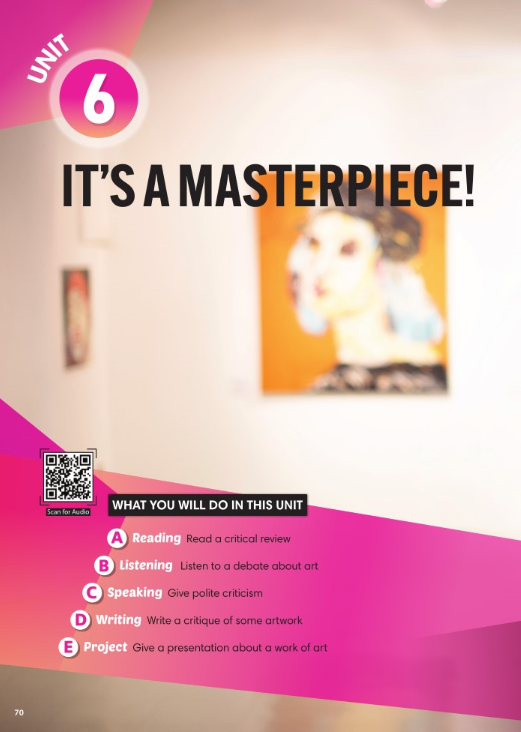 UNIT
6
IT'S A MASTERPIECE!
Scan for Audio
WHAT YOU WILL DO IN THIS UNIT
A Reading Read a critical review
B Listening Listen to a debate about art
C Speaking Give polite criticism
D Writing Write a critique of some artwork
E Project Give a presentation about a work of art
70